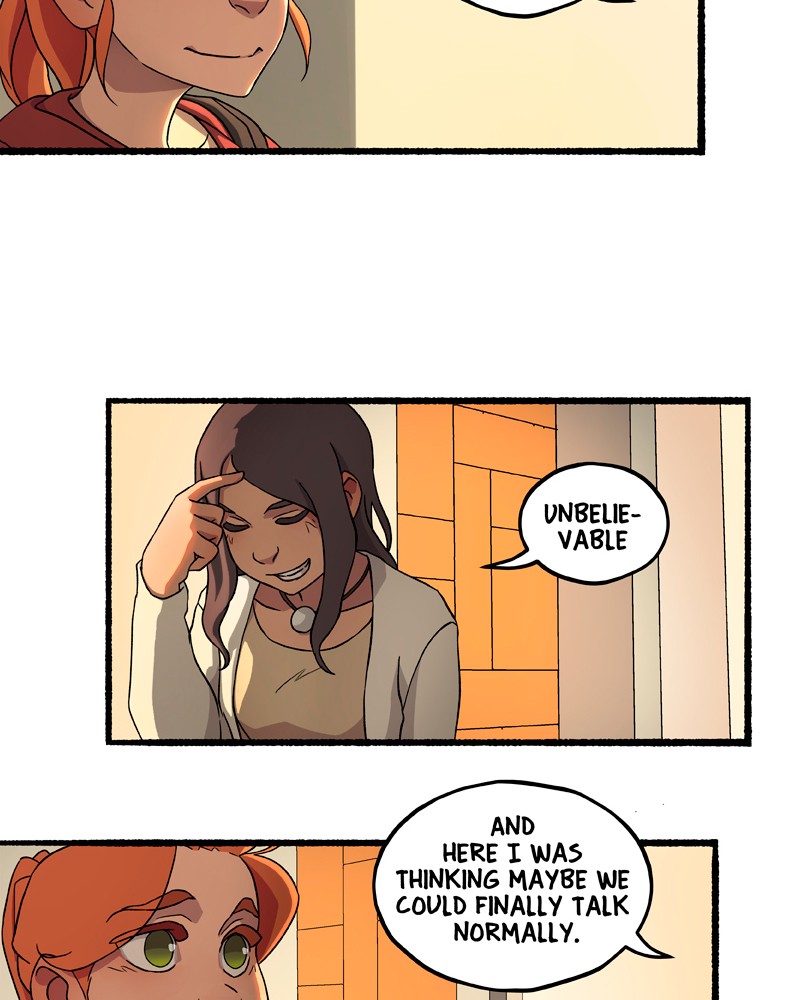 UNBELIE-
VABLE
AND
HERE I WAS
THINKING MAYBE WE
COULD FINALLY TALK
NORMALLY.